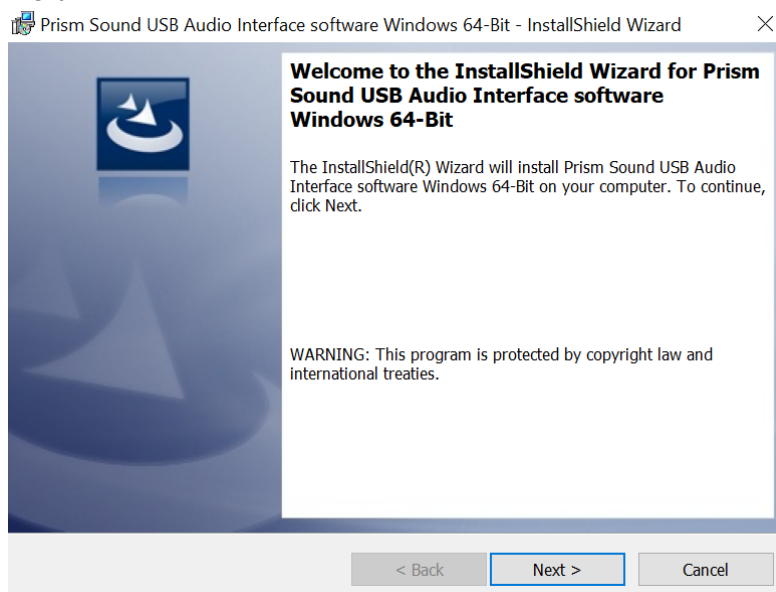 Prism Sound USB Audio Interface software Windows 64-Bit - InstallShield Wizard
Welcome to the InstallShield Wizard for Prism
Sound USB Audio Interface software
Windows 64-Bit
The InstallShield(R) Wizard will install Prism Sound USB Audio
Interface software Windows 64-Bit on your computer. To continue,
click Next.
WARNING: This program is protected by copyright law and
international treaties.
< Back
Next >
Cancel